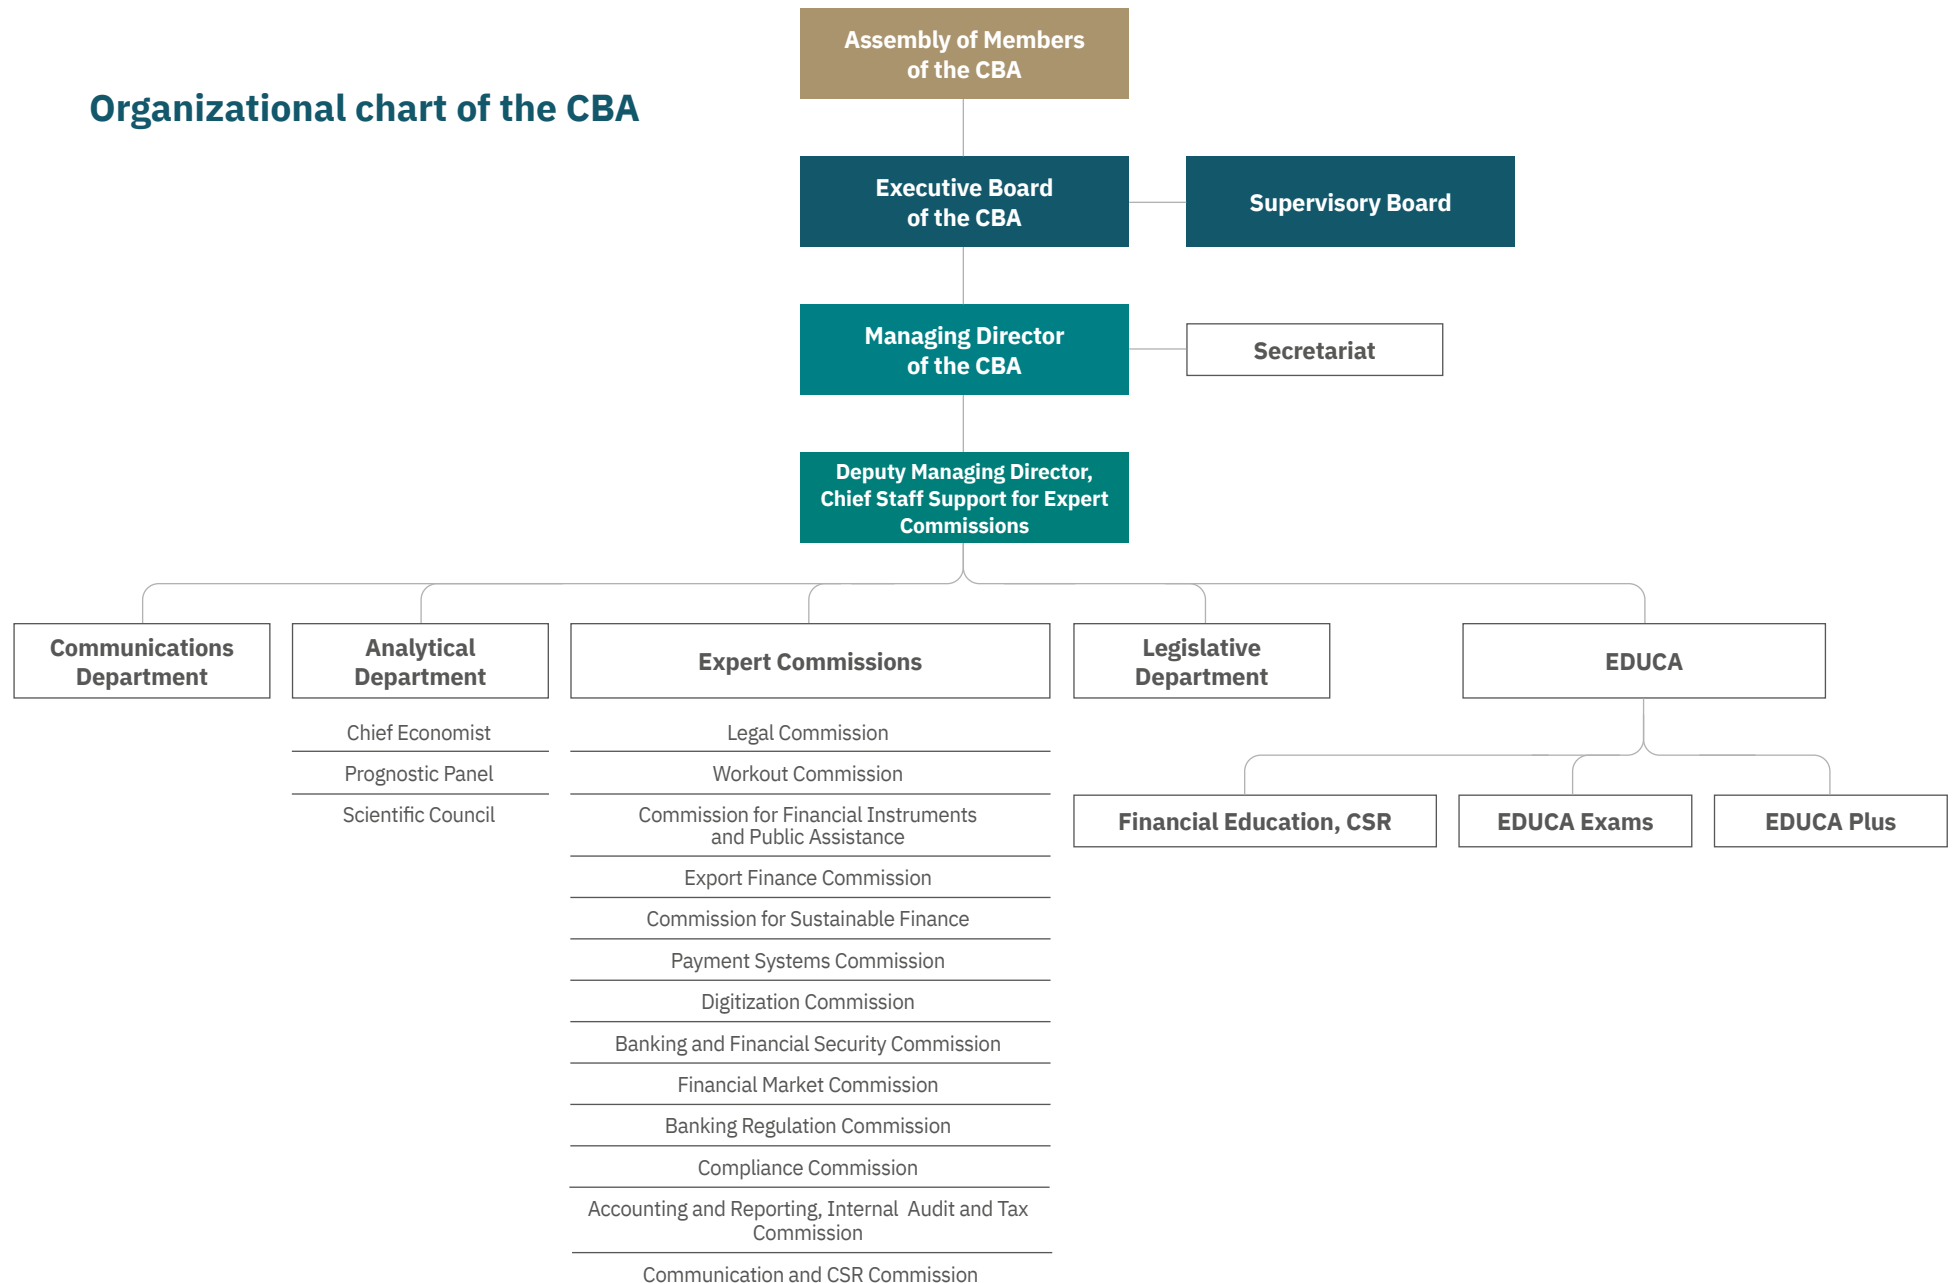 Organizational chart of the CBA
Assembly of Members
of the CBA
Executive Board
of the CBA
Supervisory Board
Managing Director
of the CBA
Secretariat
Deputy Managing Director,
Chief Staff Support for Expert
Commissions
Communications
Department
Analytical
Department
Chief Economist
Prognostic Panel
Scientific Council
Expert Commissions
Legal Commission
Workout Commission
Commission for Financial Instruments
and Public Assistance
Export Finance Commission
Commission for Sustainable Finance
Payment Systems Commission
Digitization Commission
Banking and Financial Security Commission
Financial Market Commission
Banking Regulation Commission
Compliance Commission
Accounting and Reporting, Internal Audit and Tax
Commission
Communication and CSR Commission
Legislative
Department
EDUCA
Financial Education, CSR
EDUCA Exams
EDUCA Plus